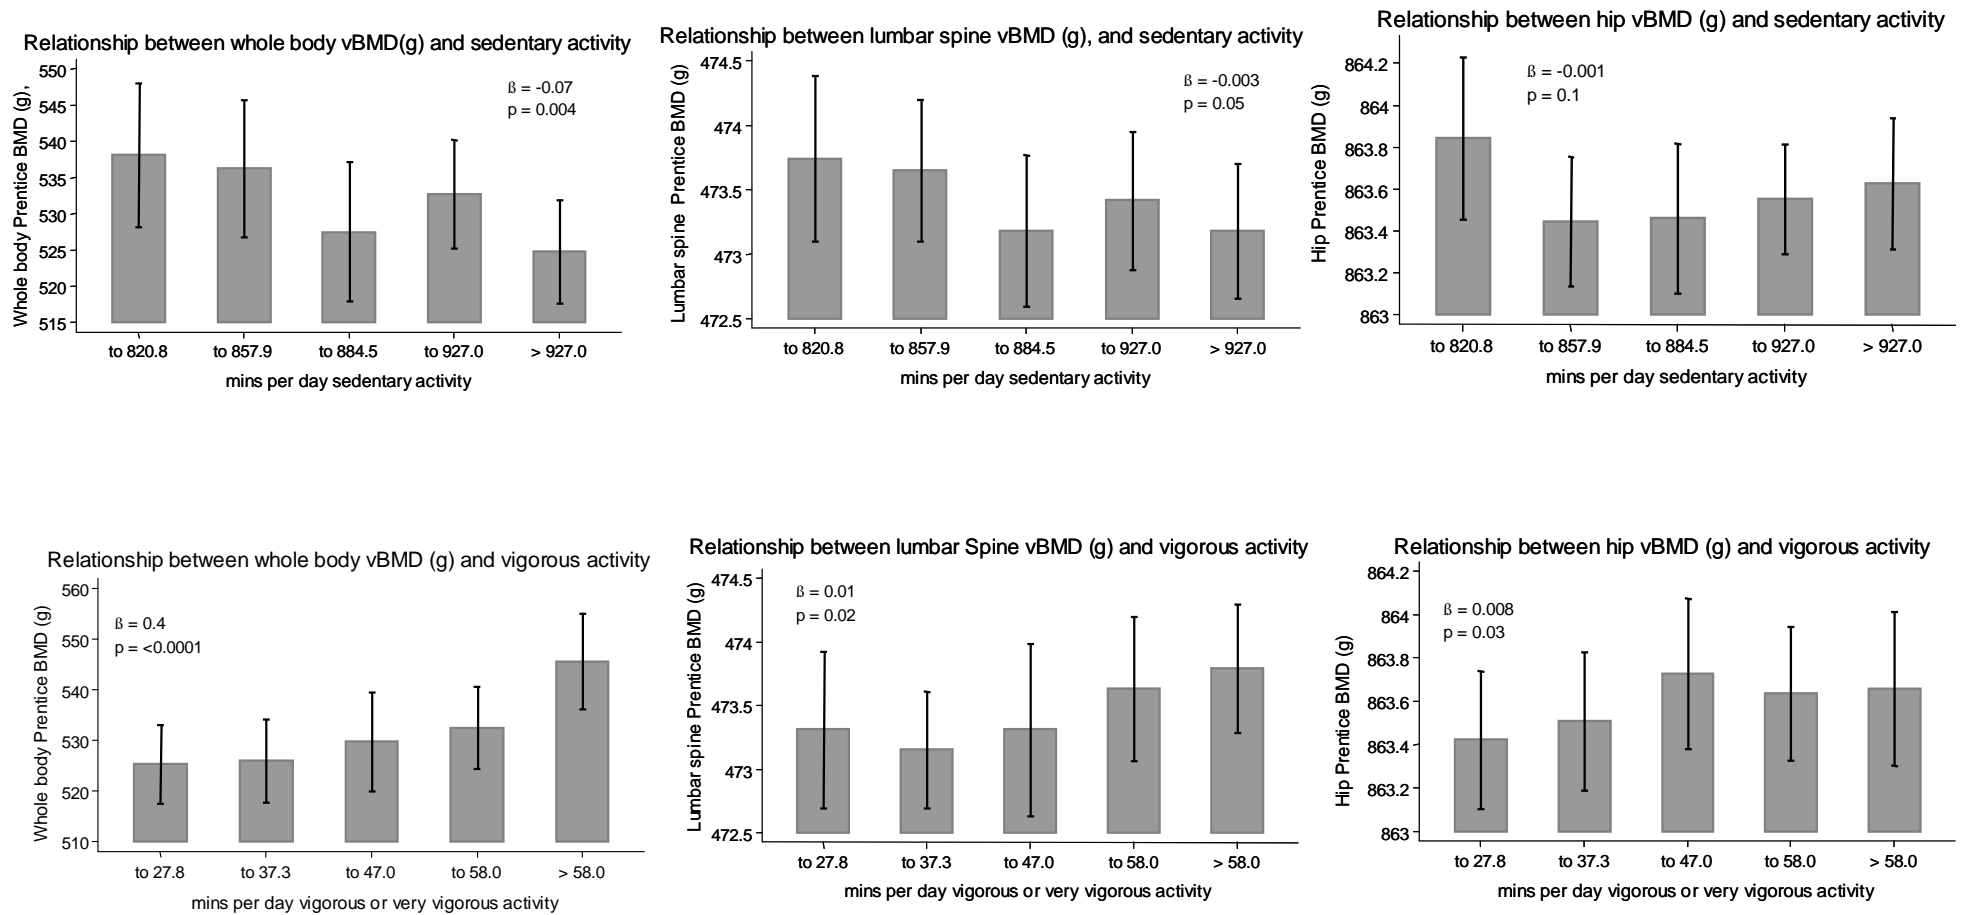 Relationship between whole body vBMD(g) and sedentary activity
Whole body Prentice BMD (g),
550
545
540
535
530
525
520
515
ß = -0.07
p = 0.004
to 820.8 to 857.9 to 884.5 to 927.0 > 927.0
mins per day sedentary activity
Relationship between lumbar spine vBMD (g), and sedentary activity
Lumbar spine Prentice BMD (g)
474.5
474
473.5
473
472.5
ß = -0.003
p = 0.05
to 820.8 to 857.9 to 884.5 to 927.0 > 927.0
mins per day sedentary activity
Relationship between hip vBMD (g) and sedentary activity
Hip Prentice BMD (g)
864.2
864
863.8
863.6
863.4
863.2
863
ß = -0.001
p = 0.1
to 820.8 to 857.9 to 884.5 to 927.0 > 927.0
mins per day sedentary activity
Relationship between whole body vBMD (g) and vigorous activity
Whole body Prentice BMD (g)
560
550
540
530
520
510
ß = 0.4
p = <0.0001
to 27.8 to 37.3 to 47.0 to 58.0 > 58.0
mins per day vigorous or very vigorous activity
Relationship between lumbar Spine vBMD (g) and vigorous activity
Lumbar spine Prentice BMD (g)
474.5
474
473.5
473
472.5
ß = 0.01
p = 0.02
to 27.8 to 37.3 to 47.0 to 58.0 > 58.0
mins per day vigorous or very vigorous activity
Relationship between hip vBMD (g) and vigorous activity
Hip Prentice BMD (g)
864.2
864
863.8
863.6
863.4
863.2
863
ß = 0.008
p = 0.03
to 27.8 to 37.3 to 47.0 to 58.0 > 58.0
mins per day vigorous or very vigorous activity